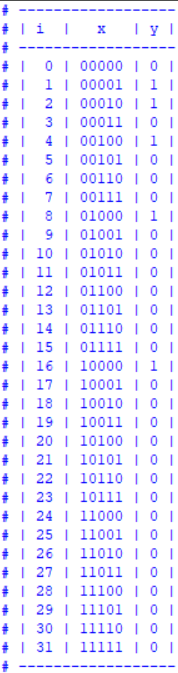 # ------------------
# | i  |   x   | y |
# ------------------
# |  0 | 00000 | 0 |
# |  1 | 00001 | 1 |
# |  2 | 00010 | 1 |
# |  3 | 00011 | 0 |
# |  4 | 00100 | 1 |
# |  5 | 00101 | 0 |
# |  6 | 00110 | 0 |
# |  7 | 00111 | 0 |
# |  8 | 01000 | 1 |
# |  9 | 01001 | 0 |
# | 10 | 01010 | 0 |
# | 11 | 01011 | 0 |
# | 12 | 01100 | 0 |
# | 13 | 01101 | 0 |
# | 14 | 01110 | 0 |
# | 15 | 01111 | 0 |
# | 16 | 10000 | 1 |
# | 17 | 10001 | 0 |
# | 18 | 10010 | 0 |
# | 19 | 10011 | 0 |
# | 20 | 10100 | 0 |
# | 21 | 10101 | 0 |
# | 22 | 10110 | 0 |
# | 23 | 10111 | 0 |
# | 24 | 11000 | 0 |
# | 25 | 11001 | 0 |
# | 26 | 11010 | 0 |
# | 27 | 11011 | 0 |
# | 28 | 11100 | 0 |
# | 29 | 11101 | 0 |
# | 30 | 11110 | 0 |
# | 31 | 11111 | 0 |
# ------------------